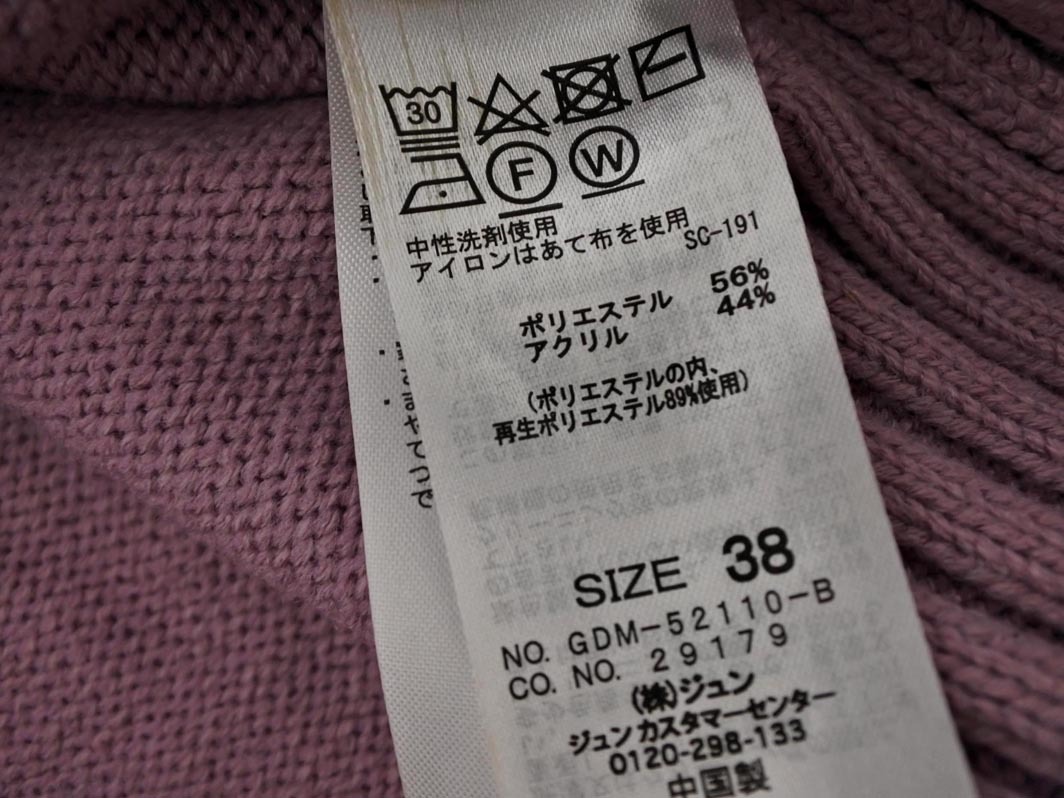 30
F W
中性洗剤使用
アイロンはあて布を使用
SC-191
ポリエステル 56%
アクリル 44%
(ポリエステルの内、
再生ポリエステル89%使用)
SIZE 38
NO. GDM-52110-B
CO. NO. 29179
(株)ジュン
ジュンカスタマーセンター
0120-298-133
中国製